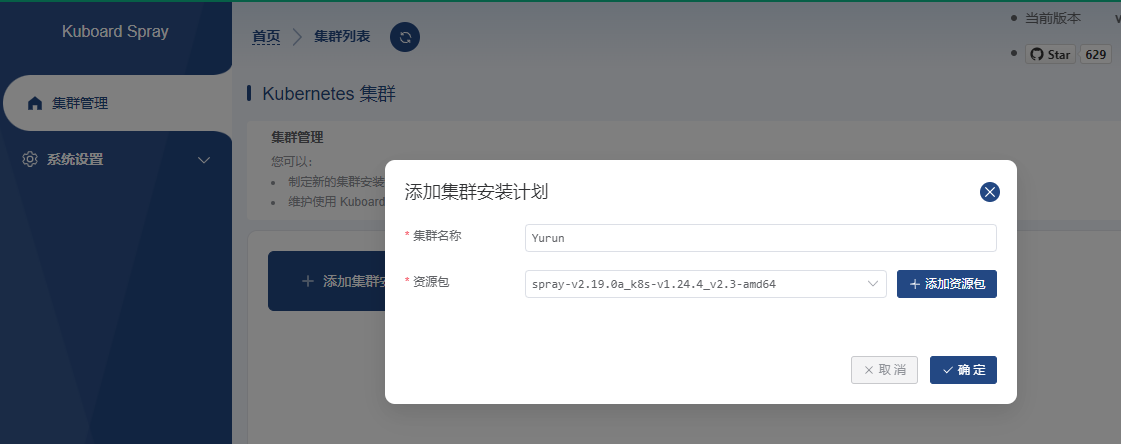 Kuboard Spray
首页
集群列表
当前版本
Star
629
集群管理
系统设置
Kubernetes 集群
集群管理
您可以：
制定新的集群安装
维护使用 Kuboard
添加集群安装计划
* 集群名称
Yurun
* 资源包
spray-v2.19.0a_k8s-v1.24.4_v2.3-amd64
添加资源包
添加集群
取 消
确 定